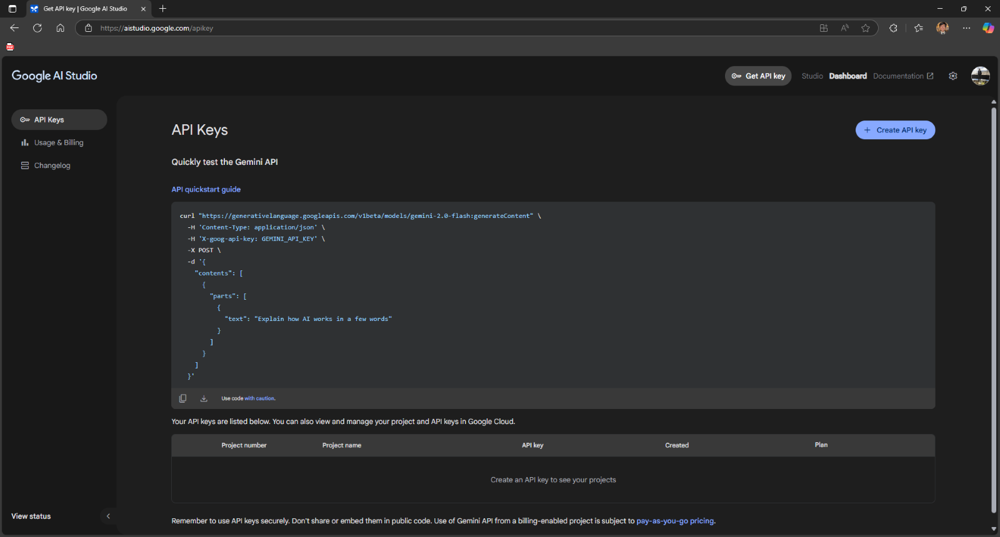 Get API key | Google AI Studio
https://aistudio.google.com/apikey
Google AI Studio
Get API key
Studio
Dashboard
Documentation
API Keys
Usage & Billing
Changelog
API Keys
Create API key
Quickly test the Gemini API
API quickstart guide
curl "https://generativelanguage.googleapis.com/v1beta/models/gemini-2.0-flash:generateContent" \
-H 'Content-Type: application/json' \
-H 'X-goog-api-key: GEMINI_API_KEY' \
-X POST \
-d '{
"contents": [
{
"parts": [
{
"text": "Explain how AI works in a few words"
}
]
}
]
}'
Use code with caution.
Your API keys are listed below. You can also view and manage your project and API keys in Google Cloud.
Project number
Project name
API key
Created
Plan
Create an API key to see your projects
View status
Remember to use API keys securely. Don't share or embed them in public code. Use of Gemini API from a billing-enabled project is subject to pay-as-you-go pricing.